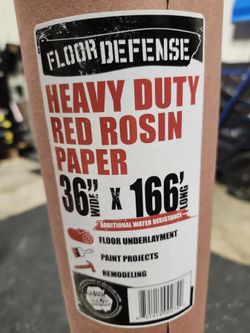 FLOOR DEFENSE
HEAVY DUTY
RED ROSIN
PAPER
36" WIDE X 166' LONG
ADDITIONAL WATER RESISTANCE
FLOOR UNDERLAYMENT
PAINT PROJECTS
REMODELING